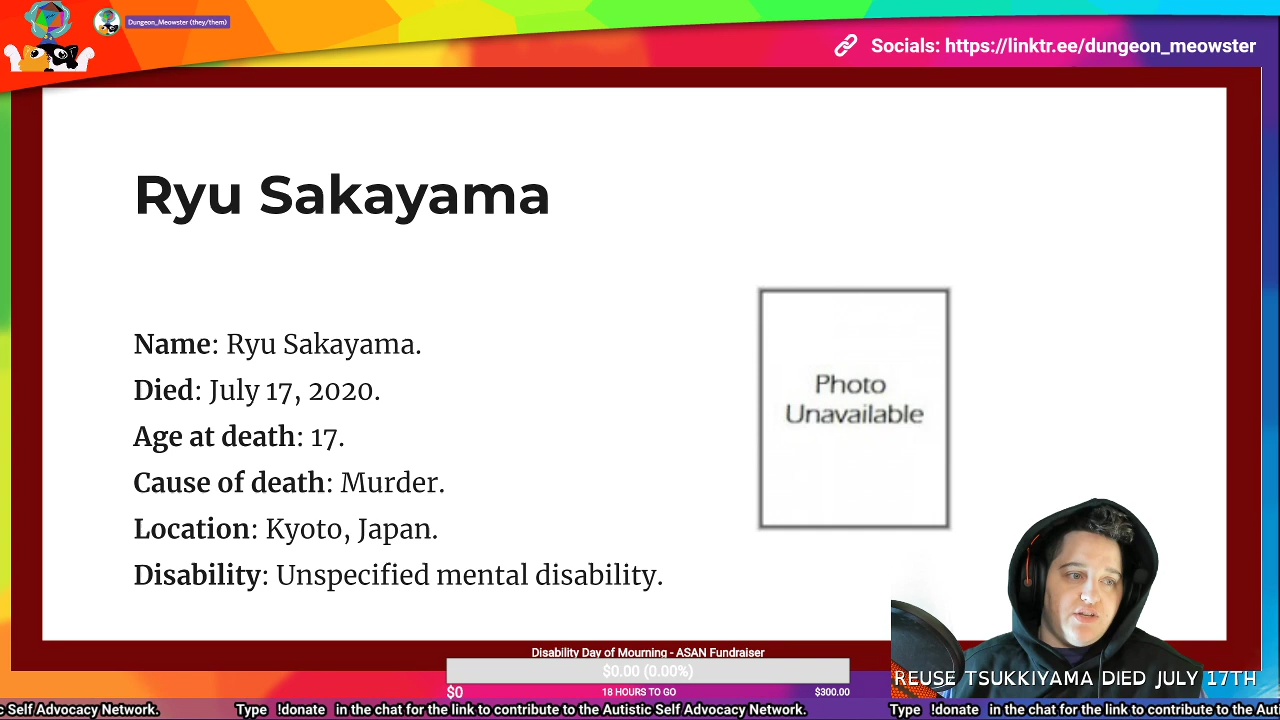 Dungeon_Meowster (they/them)
Socials: https://linktr.ee/dungeon_meowster
Ryu Sakayama
Name: Ryu Sakayama.
Died: July 17, 2020.
Age at death: 17.
Cause of death: Murder.
Location: Kyoto, Japan.
Disability: Unspecified mental disability.
Photo
Unavailable
Disability Day of Mourning - ASAN Fundraiser
$0.00 (0.00%)
$0 18 HOURS TO GO $300.00
REUSE TSUKKIYAMA DIED JULY 17TH
c Self Advocacy Network. Type !donate in the chat for the link to contribute to the Autistic Self Advocacy Network. Type !donate in the chat for the link to contribute to the Aut